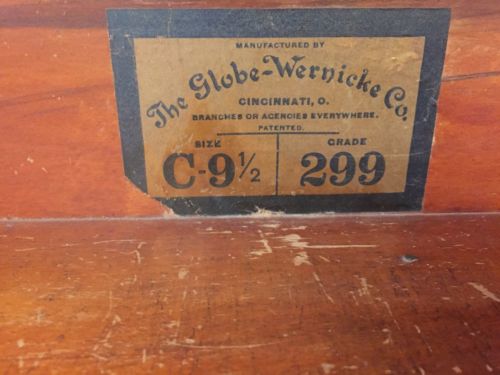 MANUFACTURED BY
The Globe-Wernicke Co.
CINCINNATI, O.
BRANCHES OR AGENCIES EVERYWHERE.
PATENTED.
SIZE GRADE
C-9½ 299